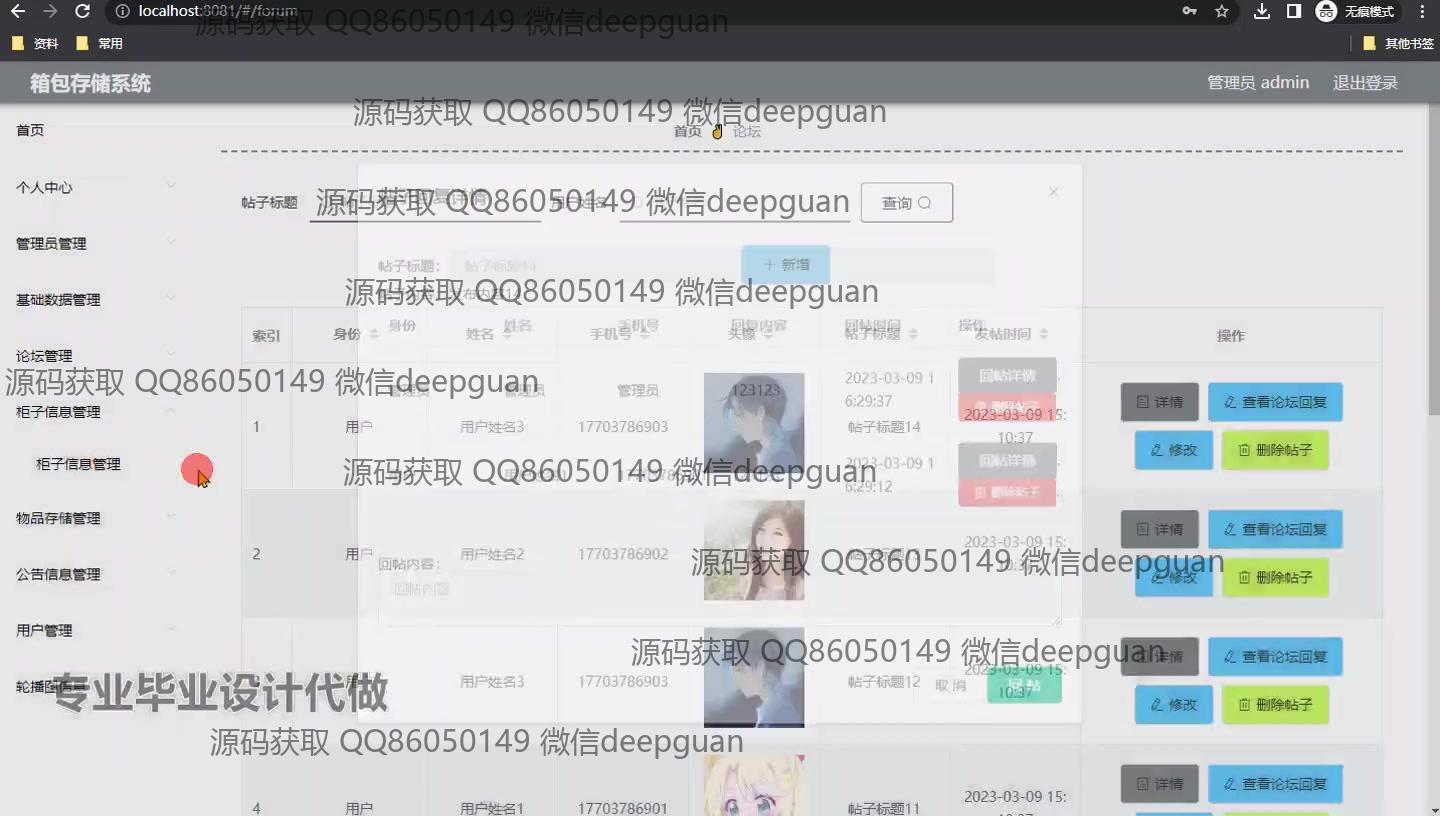 localhost:8081/#/forum
无痕模式
资料
常用
其他书签
源码获取 QQ86050149 微信deepguan
箱包存储系统
管理员 admin
退出登录
源码获取 QQ86050149 微信deepguan
首页
首页
论坛
个人中心
帖子标题
源码获取 QQ86050149 微信deepguan
查询
管理员管理
帖子标题:
帖子标题14
新增
基础数据管理
源码获取 QQ86050149 微信deepguan
索引
身份
姓名
手机号
头像
帖子标题
发帖时间
操作
身份
姓名
手机号
回复内容
回帖时间
操作
论坛管理
源码获取 QQ86050149 微信deepguan
管理员
管理员
管理员
123123
2023-03-09 1
6:29:37
回帖详情
删除帖子
柜子信息管理
1
用户
用户姓名3
17703786903
帖子标题14
2023-03-09 15:
10:37
详情
查看论坛回复
修改
删除帖子
柜子信息管理
源码获取 QQ86050149 微信deepguan
2023-03-09 1
6:29:12
回帖详情
删除帖子
物品存储管理
2
用户
用户姓名2
17703786902
2023-03-09 15:
详情
查看论坛回复
修改
删除帖子
源码获取 QQ86050149 微信deepguan
回帖内容:
回帖内容
公告信息管理
用户管理
源码获取 QQ86050149 微信deepguan
用户姓名3
17703786903
帖子标题12
2023-03-09 15:
10:37
详情
查看论坛回复
修改
删除帖子
取 消
回 帖
轮播图信息
专业毕业设计代做
源码获取 QQ86050149 微信deepguan
4
用户
用户姓名1
17703786901
帖子标题11
2023-03-09 15:
详情
查看论坛回复